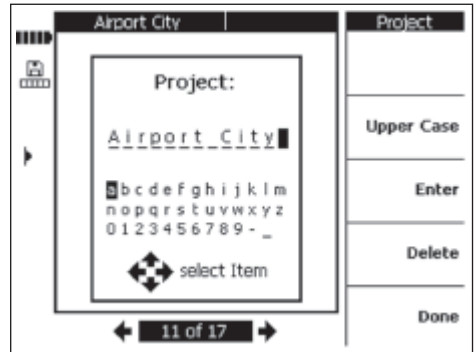 Airport City
Project
Project:
Airport_City
abcdefghijklm
nopqrstuvwxyz
0123456789-_
select Item
11 of 17
Upper Case
Enter
Delete
Done